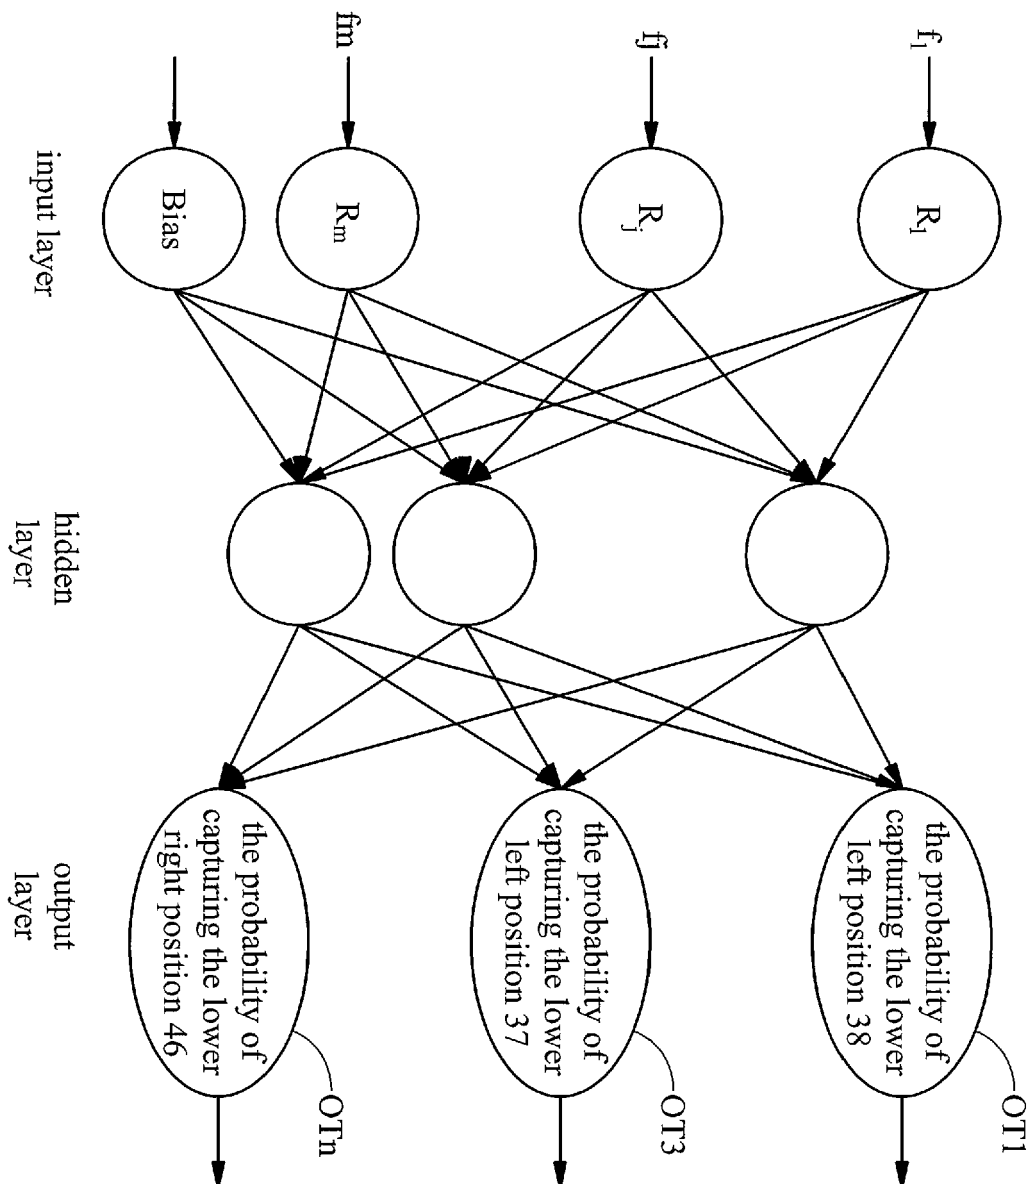 f1
fj
fm
R1
Rj
Rm
Bias
input layer
hidden
layer
the probability of
capturing the lower
left position 38
OT1
the probability of
capturing the lower
left position 37
OT3
the probability of
capturing the lower
right position 46
OTn
output
layer